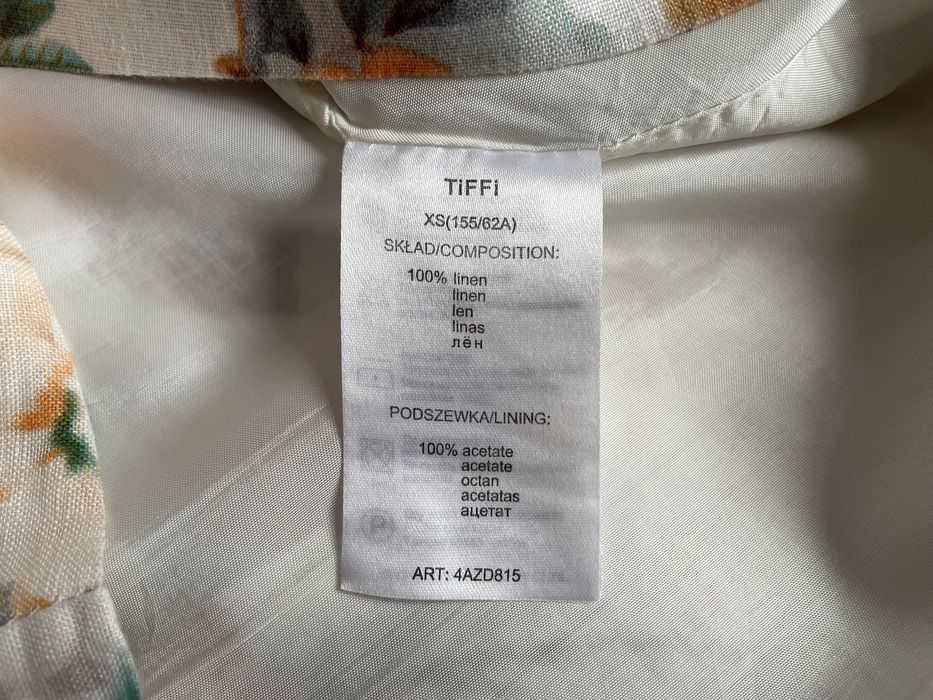 TiFFi
XS(155/62A)
SKŁAD/COMPOSITION:
100% linen
linen
len
linas
лён
PODSZEWKA/LINING:
100% acetate
acetate
octan
acetatas
ацетат
ART: 4AZD815